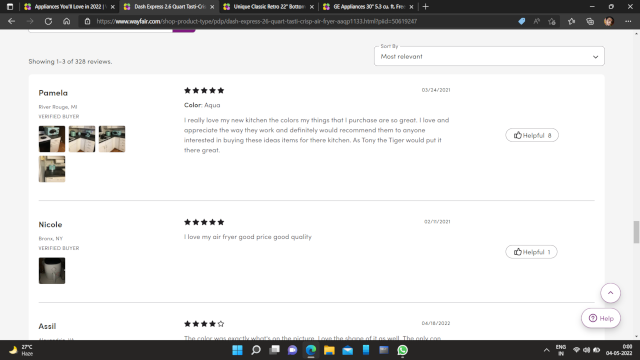 Appliances You'll Love in 2022 |
Dash Express 2.6 Quart Tasti-Cris
Unique Classic Retro 22" Bottom
GE Appliances 30" 5.3 cu. ft. Fre
https://www.wayfair.com/shop-product-type/pdp/dash-express-26-quart-tasti-crisp-air-fryer-aaqp1133.html?piid=50619247
Sort By
Most relevant
Showing 1-3 of 328 reviews.
Pamela
River Rouge, MI
VERIFIED BUYER
03/24/2021
Color: Aqua
I really love my new kitchen the colors my things that I purchase are so great. I love and
appreciate the way they work and definitely would recommend them to anyone
interested in buying these ideas items for there kitchen. As Tony the Tiger would put it
there great.
Helpful 8
Nicole
Bronx, NY
VERIFIED BUYER
02/11/2021
I love my air fryer good price good quality
Helpful 1
Assil
04/18/2022
The color was exactly what's on the picture. I love the shape of it as well. The only con
Help
27°C
Haze
ENG
IN
0:00
04-05-2022